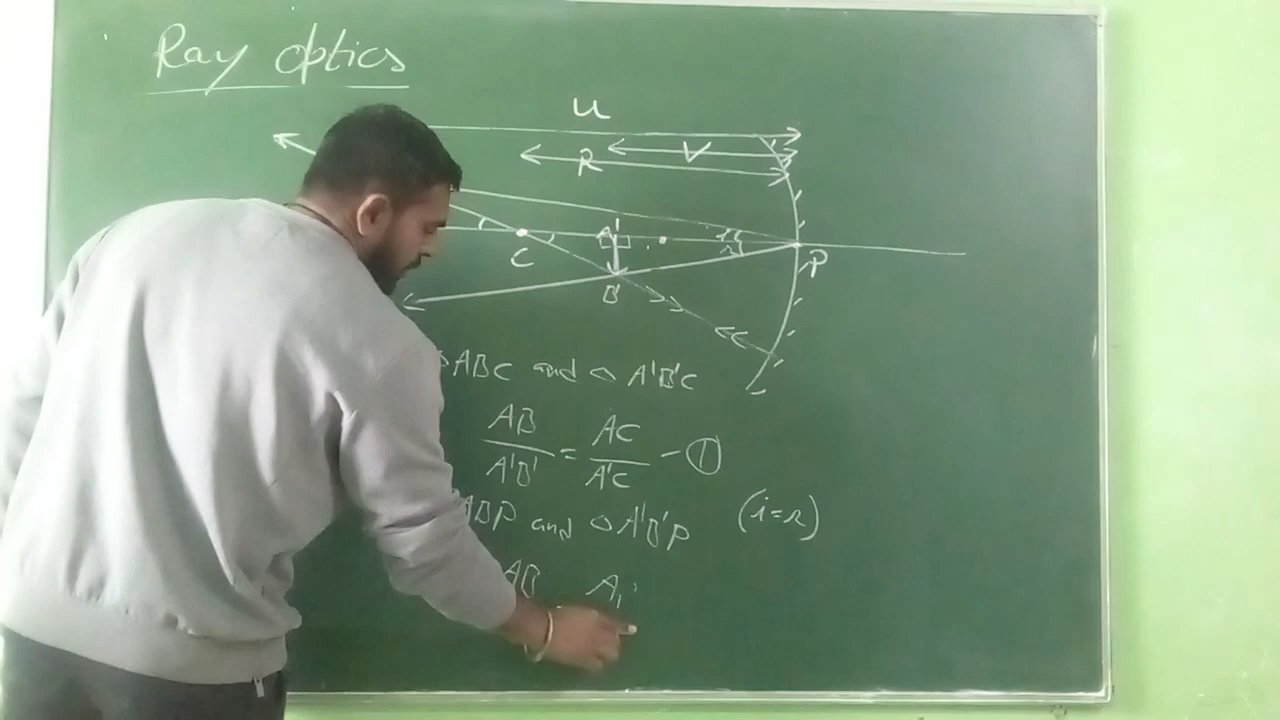 Ray optics
u
V
R
A'
i
r
C
P
B'
ABC and △ A'B'C
AB/A'B' = AC/A'C - ①
ABP and △ A'B'P (i=r)
AB A